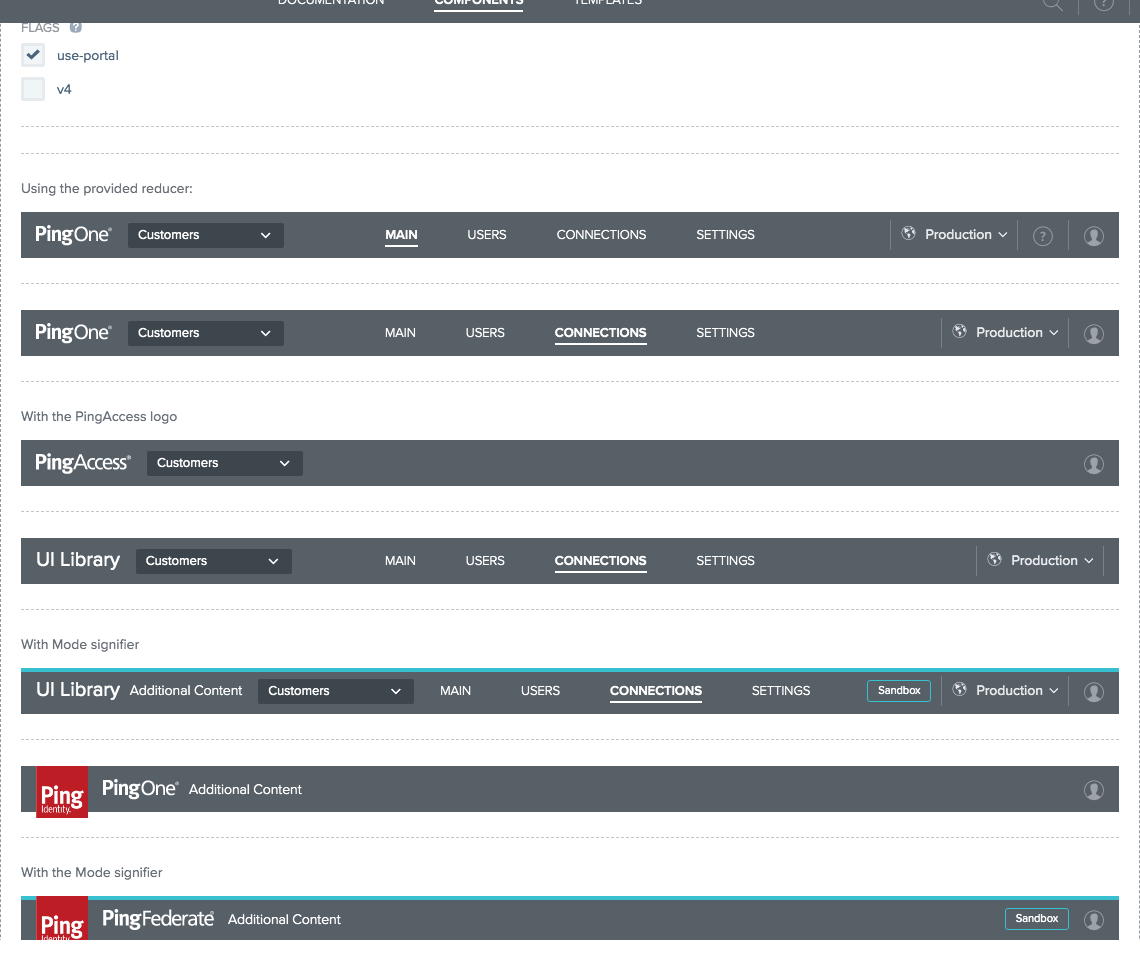 DOCUMENTATION COMPONENTS TEMPLATES ?
FLAGS ?
use-portal
v4
Using the provided reducer:
PingOne® Customers MAIN USERS CONNECTIONS SETTINGS Production ?
PingOne® Customers MAIN USERS CONNECTIONS SETTINGS Production
With the PingAccess logo
PingAccess® Customers
UI Library Customers MAIN USERS CONNECTIONS SETTINGS Production
With Mode signifier
UI Library Additional Content Customers MAIN USERS CONNECTIONS SETTINGS Sandbox Production
Ping Identity. PingOne® Additional Content
With the Mode signifier
Ping Identity. PingFederate® Additional Content Sandbox